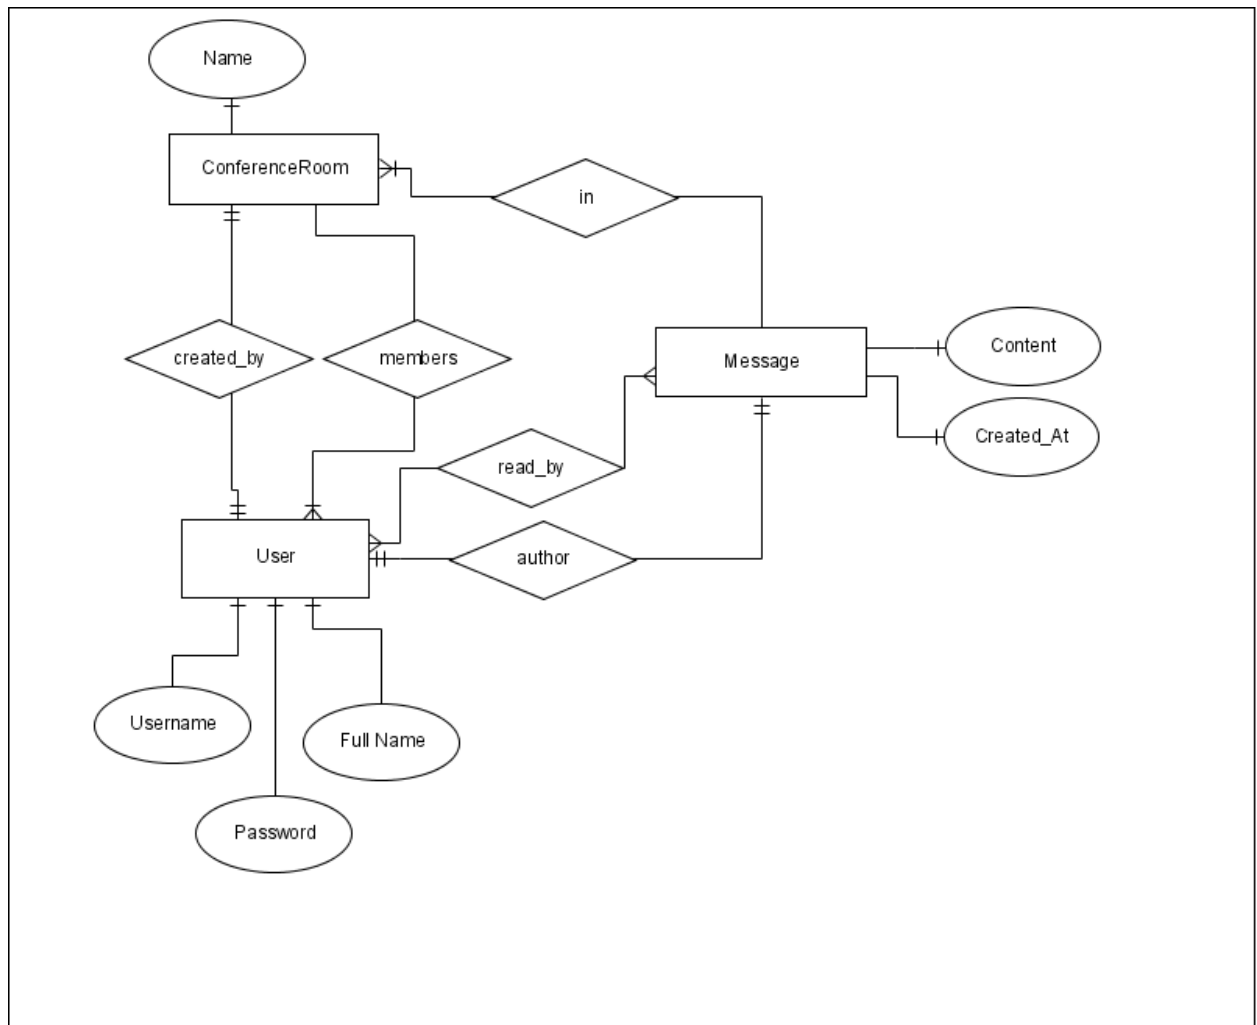 Name
ConferenceRoom
in
created_by
members
Message
Content
Created_At
read_by
User
author
Username
Full Name
Password